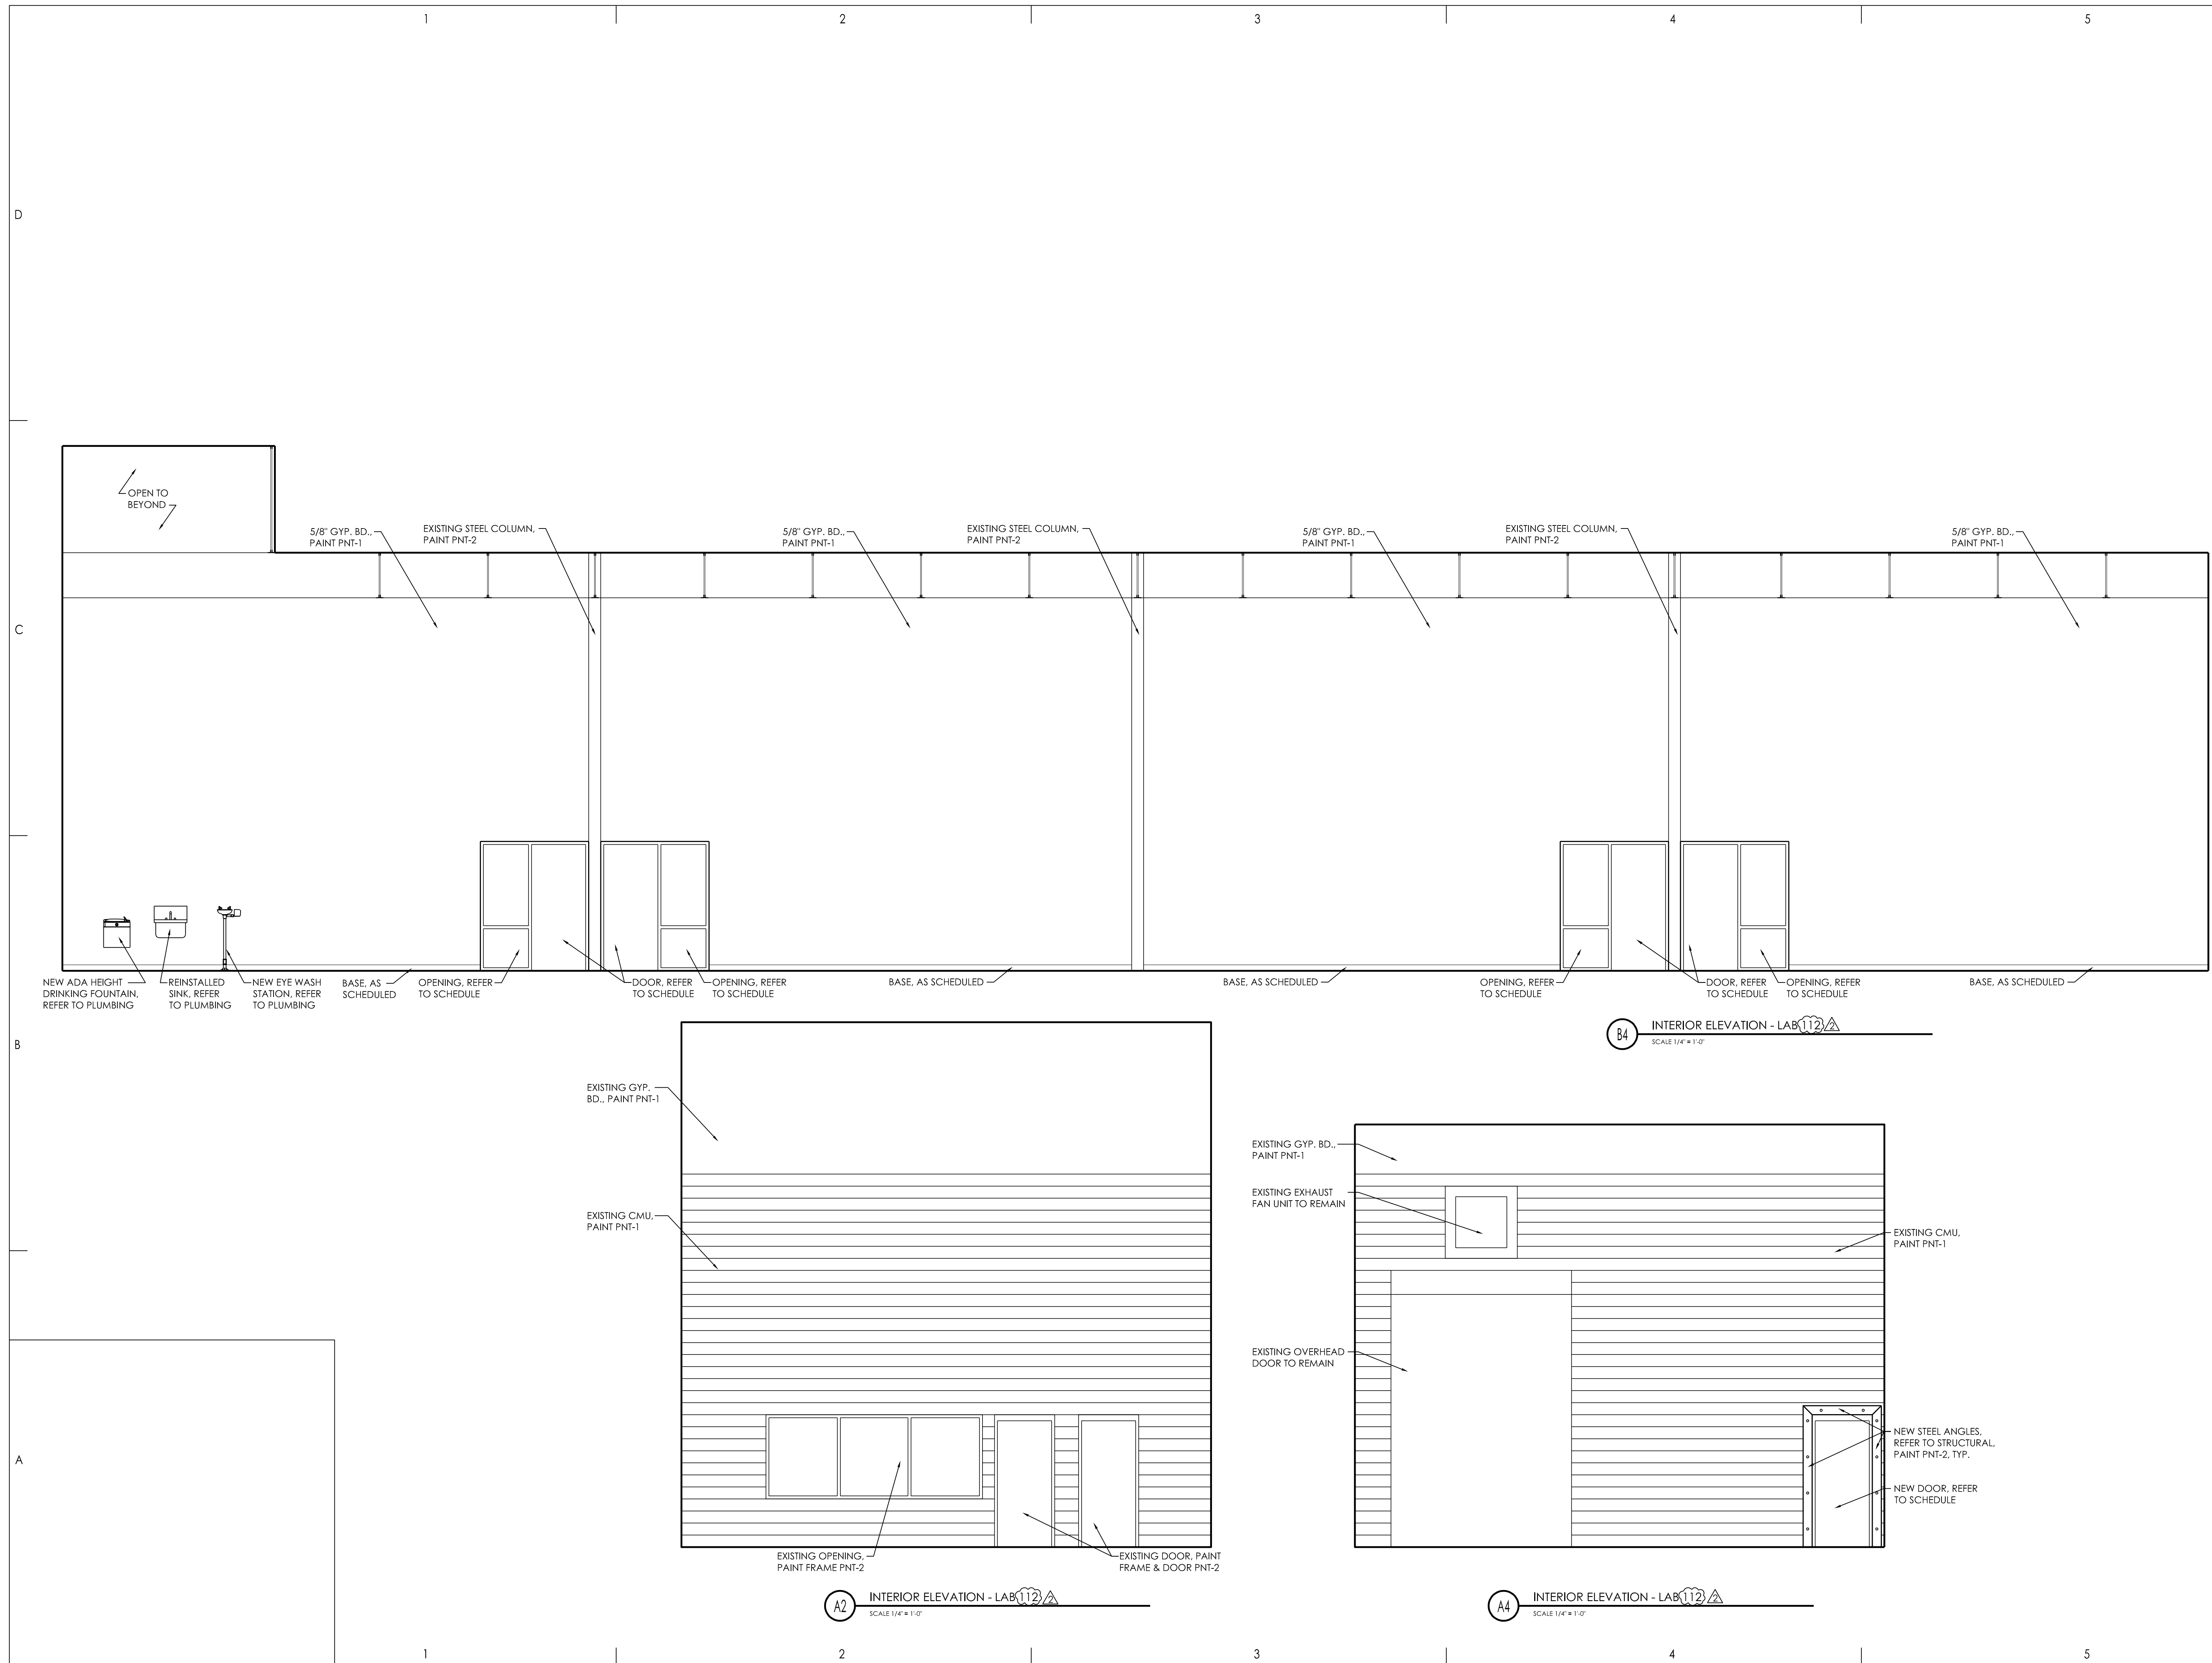 1
2
3
4
5
D
C
B
A
OPEN TO
BEYOND
5/8" GYP. BD.,
PAINT PNT-1
EXISTING STEEL COLUMN,
PAINT PNT-2
5/8" GYP. BD.,
PAINT PNT-1
EXISTING STEEL COLUMN,
PAINT PNT-2
5/8" GYP. BD.,
PAINT PNT-1
EXISTING STEEL COLUMN,
PAINT PNT-2
5/8" GYP. BD.,
PAINT PNT-1
NEW ADA HEIGHT
DRINKING FOUNTAIN,
REFER TO PLUMBING
REINSTALLED
SINK, REFER
TO PLUMBING
NEW EYE WASH
STATION, REFER
TO PLUMBING
BASE, AS
SCHEDULED
OPENING, REFER
TO SCHEDULE
DOOR, REFER
TO SCHEDULE
OPENING, REFER
TO SCHEDULE
BASE, AS SCHEDULED
BASE, AS SCHEDULED
OPENING, REFER
TO SCHEDULE
DOOR, REFER
TO SCHEDULE
OPENING, REFER
TO SCHEDULE
BASE, AS SCHEDULED
B4
INTERIOR ELEVATION - LAB 112 2
SCALE 1/4" = 1'-0"
EXISTING GYP.
BD., PAINT PNT-1
EXISTING CMU,
PAINT PNT-1
EXISTING OPENING,
PAINT FRAME PNT-2
EXISTING DOOR, PAINT
FRAME & DOOR PNT-2
A2
INTERIOR ELEVATION - LAB 112 2
SCALE 1/4" = 1'-0"
EXISTING GYP. BD.,
PAINT PNT-1
EXISTING EXHAUST
FAN UNIT TO REMAIN
EXISTING OVERHEAD
DOOR TO REMAIN
EXISTING CMU,
PAINT PNT-1
NEW STEEL ANGLES,
REFER TO STRUCTURAL,
PAINT PNT-2, TYP.
NEW DOOR, REFER
TO SCHEDULE
A4
INTERIOR ELEVATION - LAB 112 2
SCALE 1/4" = 1'-0"
1
2
3
4
5